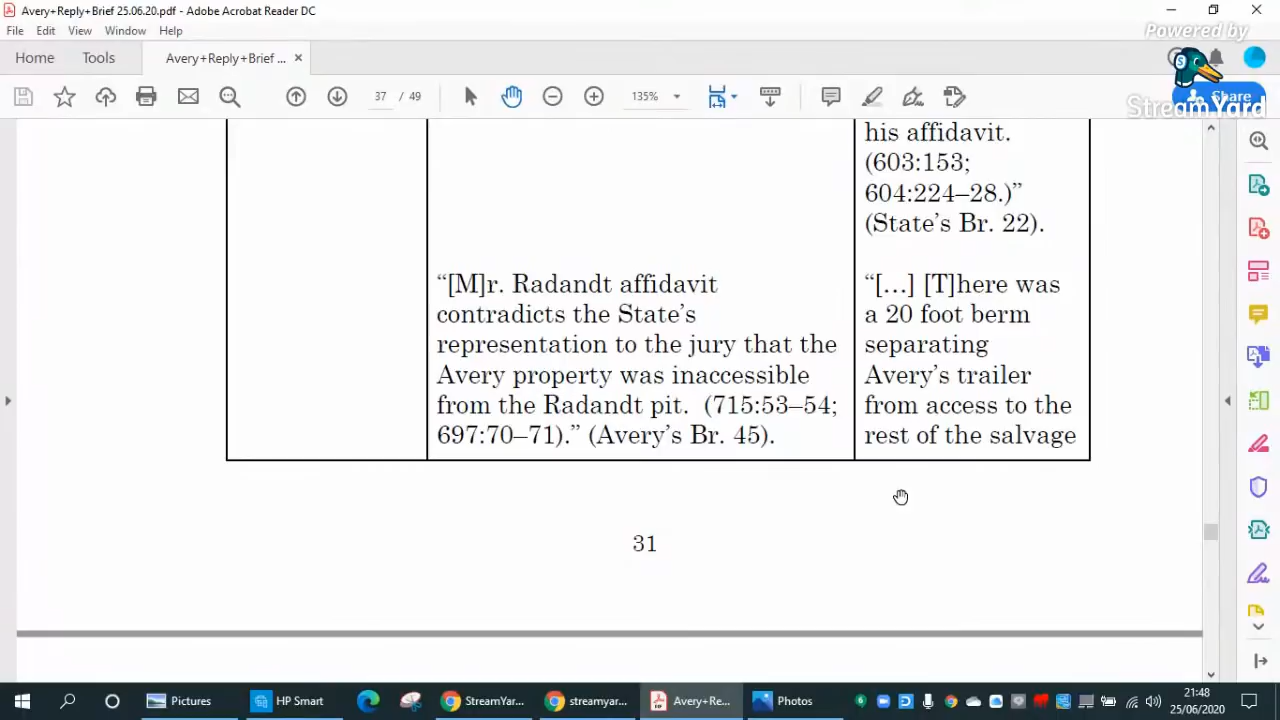 Avery+Reply+Brief 25.06.20.pdf - Adobe Acrobat Reader DC
Powered by
File Edit View Window Help
Home Tools Avery+Reply+Brief ... ×
37 / 49 135% Share
StreamYard
his affidavit.
(603:153;
604:224–28.)”
(State’s Br. 22).
“[M]r. Radandt affidavit
contradicts the State’s
representation to the jury that the
Avery property was inaccessible
from the Radandt pit. (715:53–54;
697:70–71).” (Avery’s Br. 45).
“[…] [T]here was
a 20 foot berm
separating
Avery’s trailer
from access to the
rest of the salvage
31
Pictures HP Smart StreamYar... streamyar... Avery+Re... Photos 21:48
25/06/2020